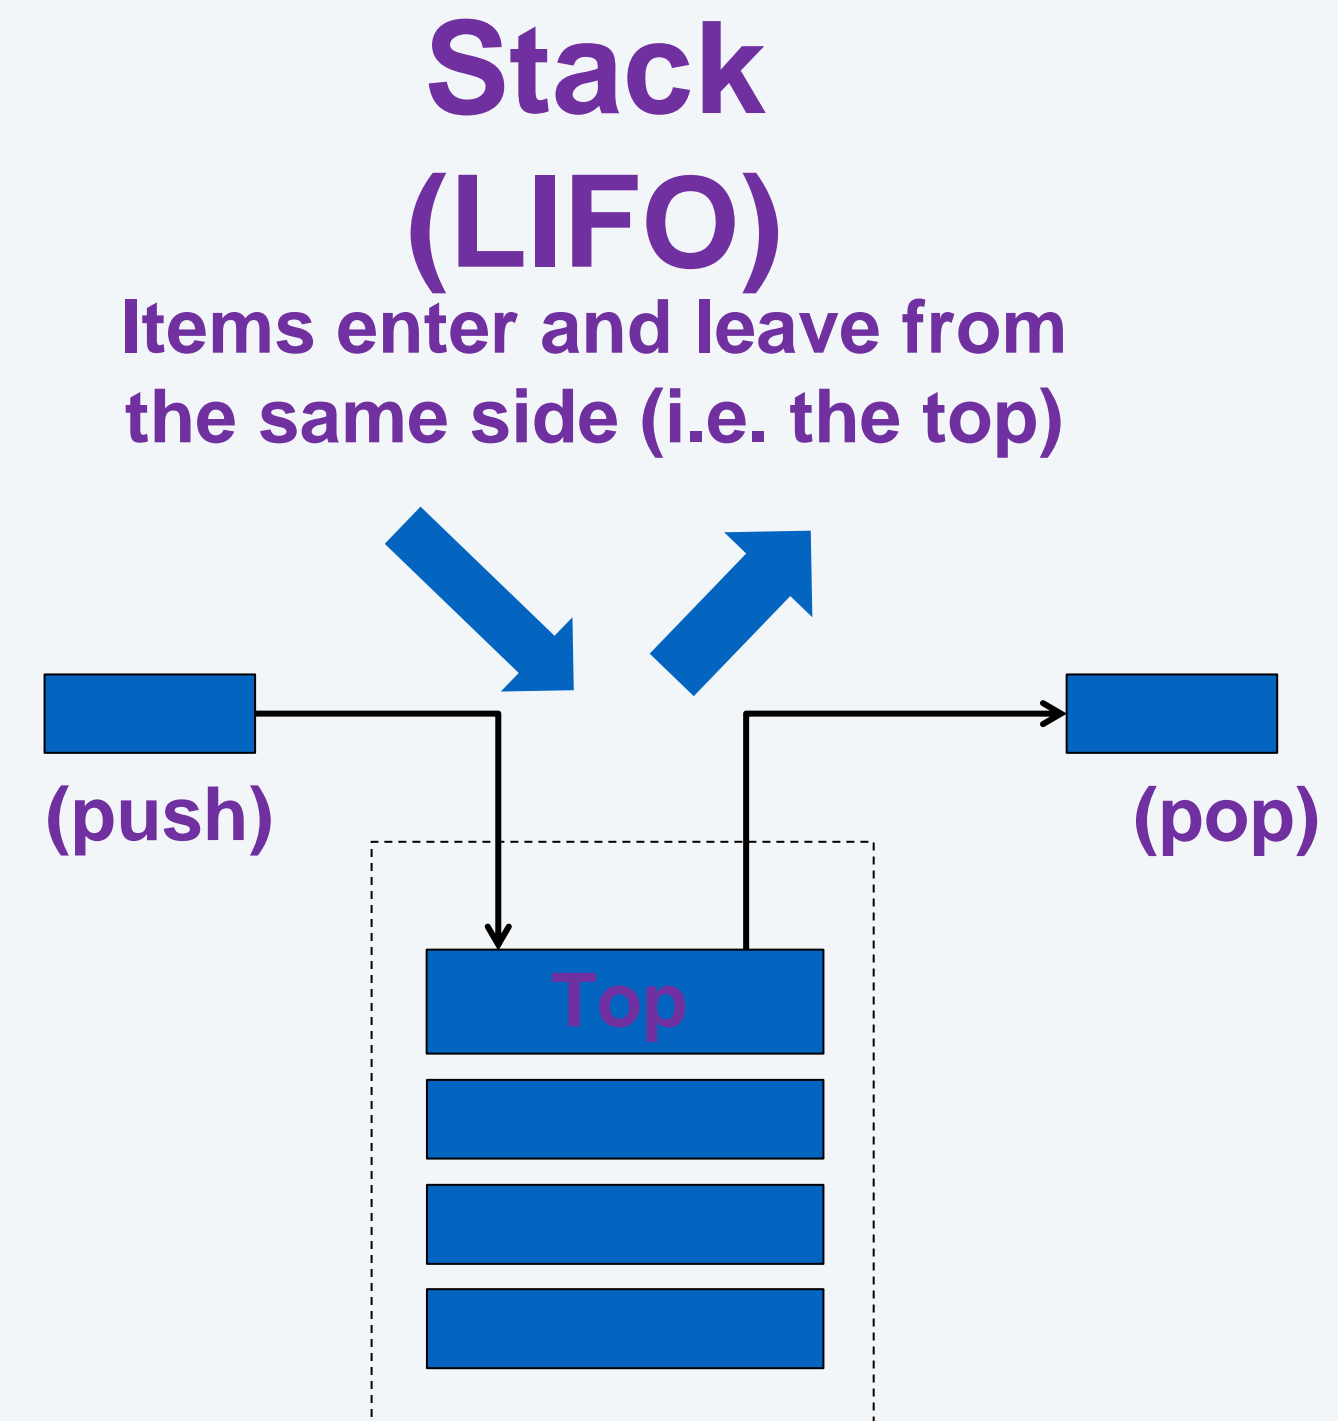 Stack
(LIFO)
Items enter and leave from
the same side (i.e. the top)
(push)
(pop)
Top